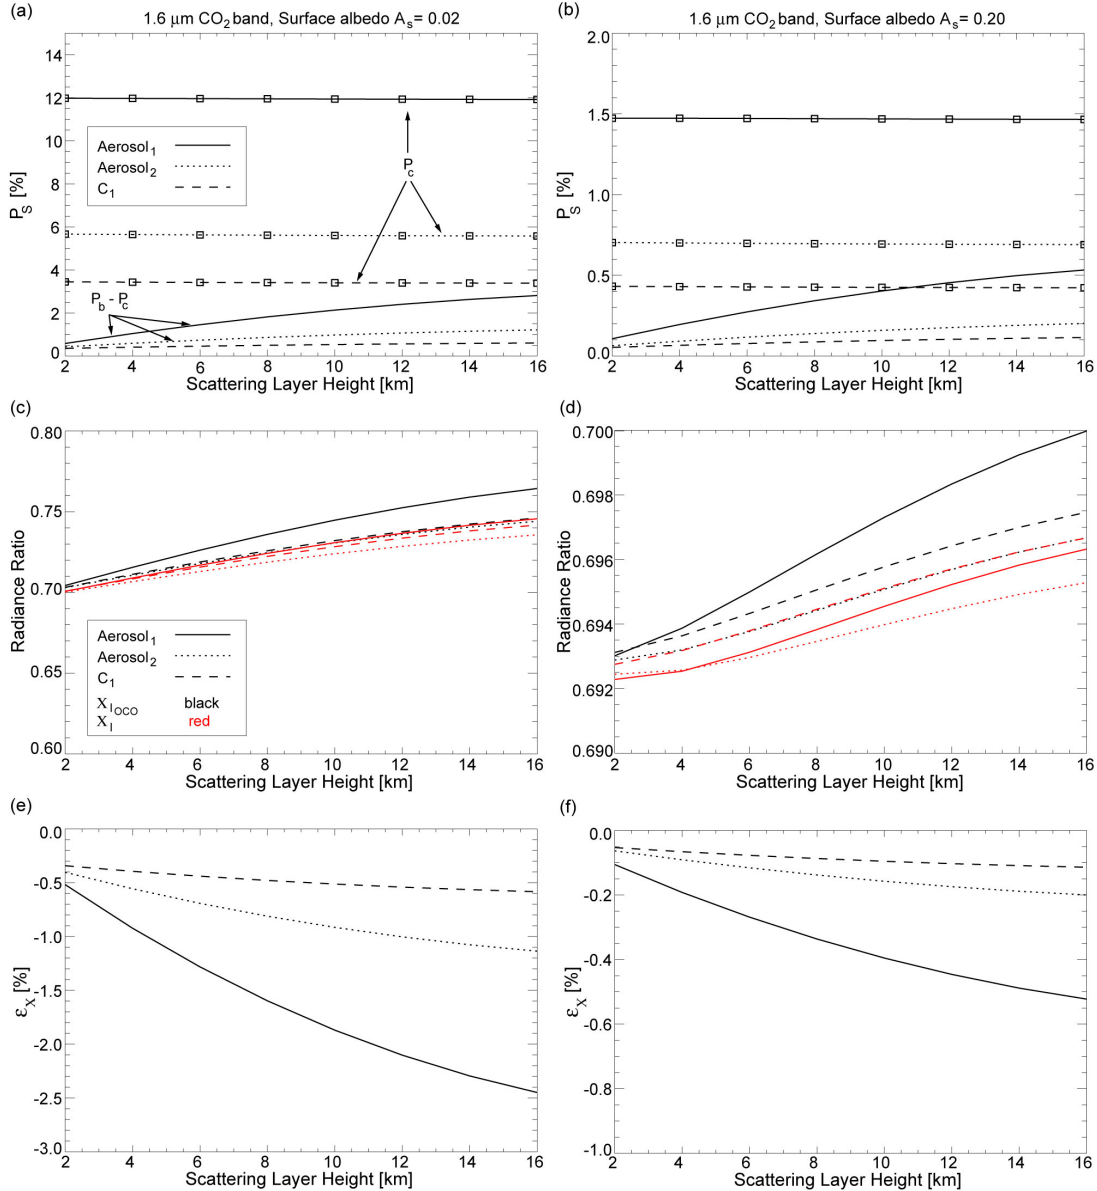 (a)
1.6 μm CO2 band, Surface albedo As = 0.02
14
12
10
8
6
4
2
0
PS [%]
Aerosol1
Aerosol2
C1
Pc
Pb - Pc
2 4 6 8 10 12 14 16
Scattering Layer Height [km]
(b)
1.6 μm CO2 band, Surface albedo As = 0.20
2.0
1.5
1.0
0.5
0.0
PS [%]
2 4 6 8 10 12 14 16
Scattering Layer Height [km]
(c)
0.80
0.75
0.70
0.65
0.60
Radiance Ratio
Aerosol1
Aerosol2
C1
XIOCO black
XI red
2 4 6 8 10 12 14 16
Scattering Layer Height [km]
(d)
0.700
0.698
0.696
0.694
0.692
0.690
Radiance Ratio
2 4 6 8 10 12 14 16
Scattering Layer Height [km]
(e)
0.0
-0.5
-1.0
-1.5
-2.0
-2.5
-3.0
εX [%]
2 4 6 8 10 12 14 16
Scattering Layer Height [km]
(f)
0.0
-0.2
-0.4
-0.6
-0.8
-1.0
εX [%]
2 4 6 8 10 12 14 16
Scattering Layer Height [km]